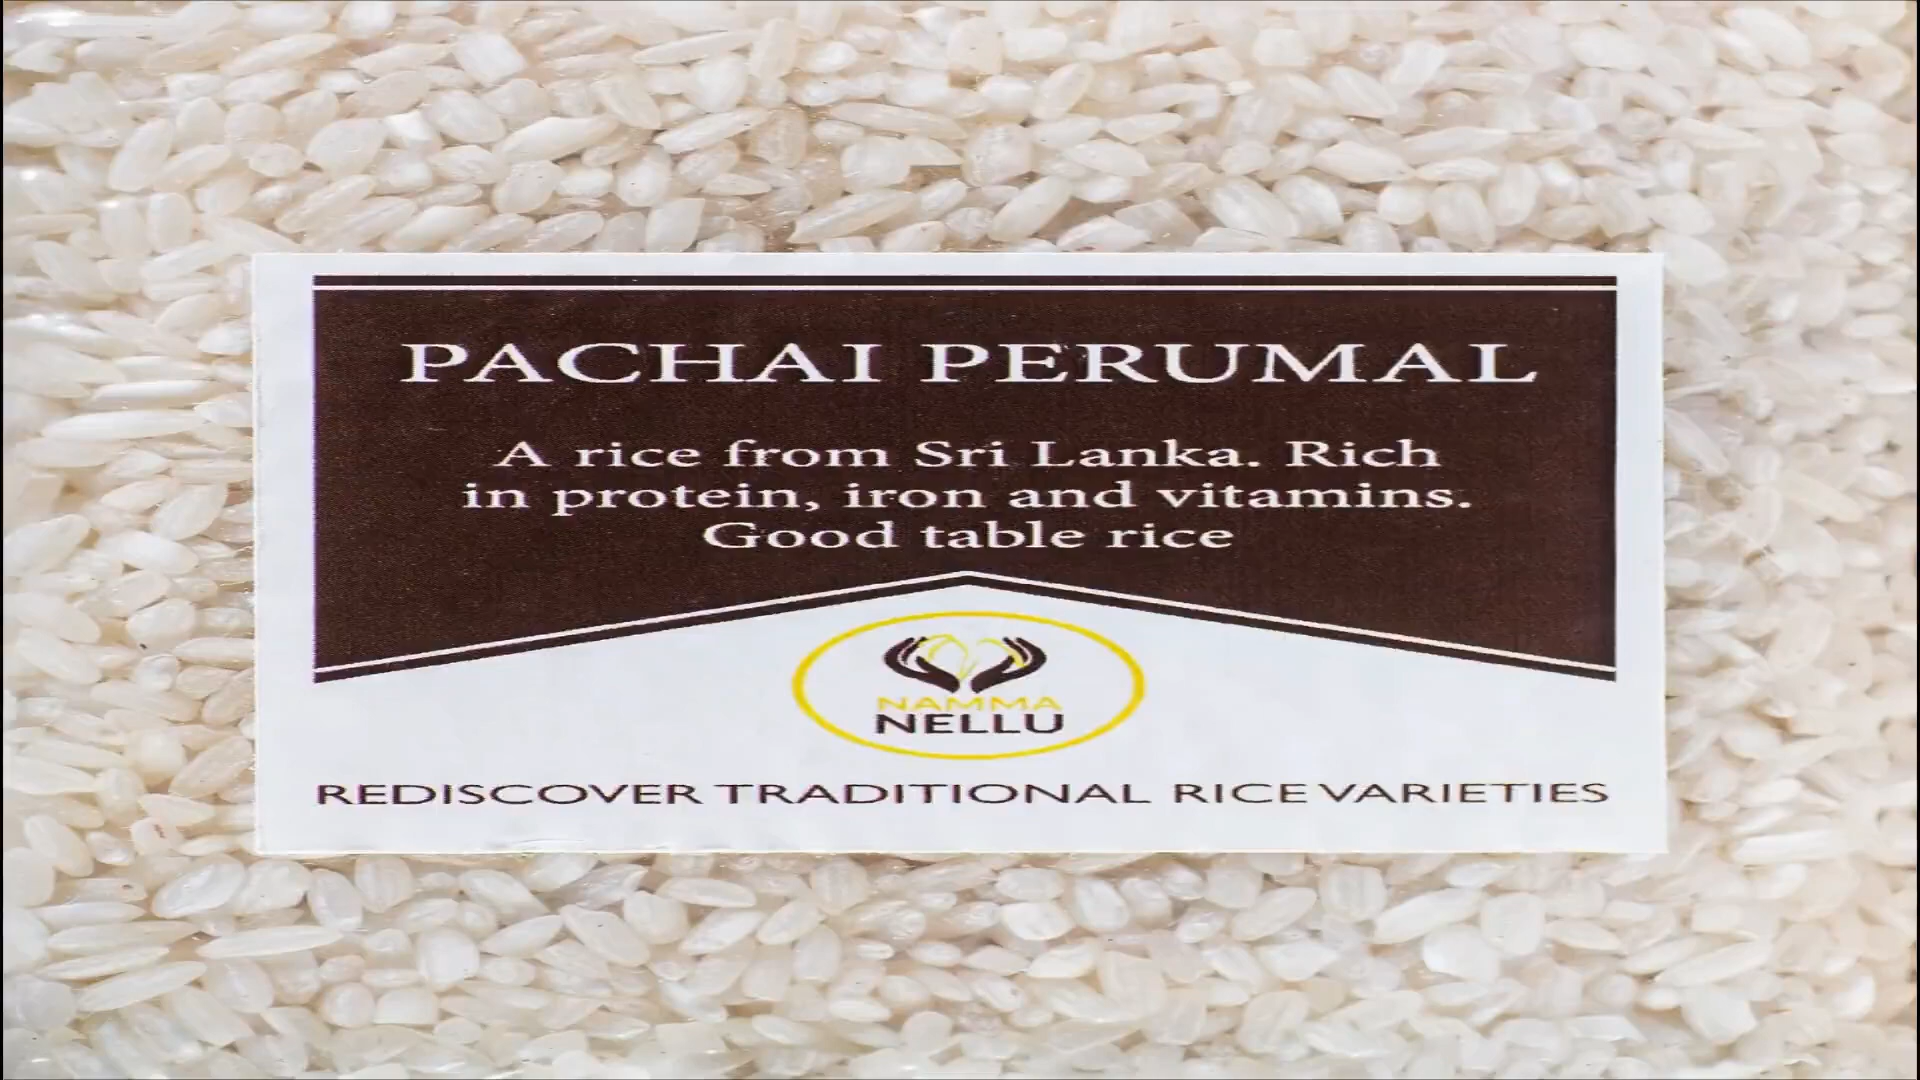 PACHAI PERUMAL
A rice from Sri Lanka. Rich
in protein, iron and vitamins.
Good table rice
NAMMA
NELLU
REDISCOVER TRADITIONAL RICE VARIETIES